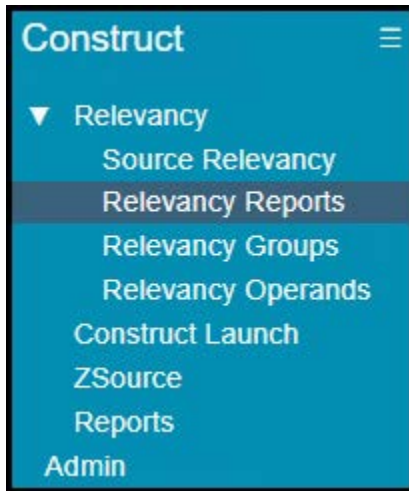 Construct
Relevancy
Source Relevancy
Relevancy Reports
Relevancy Groups
Relevancy Operands
Construct Launch
ZSource
Reports
Admin